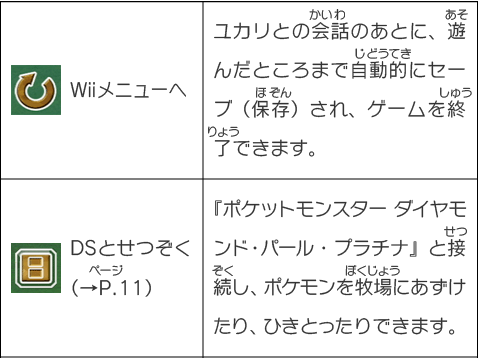 Wiiメニューへ
ユカリとの会話のあとに、遊
んだところまで自動的にセー
ブ（保存）され、ゲームを終
了できます。
DSとせつぞく
（→P.11）
『ポケットモンスター ダイヤモ
ンド・パール・プラチナ』と接
続し、ポケモンを牧場にあずけ
たり、ひきとったりできます。